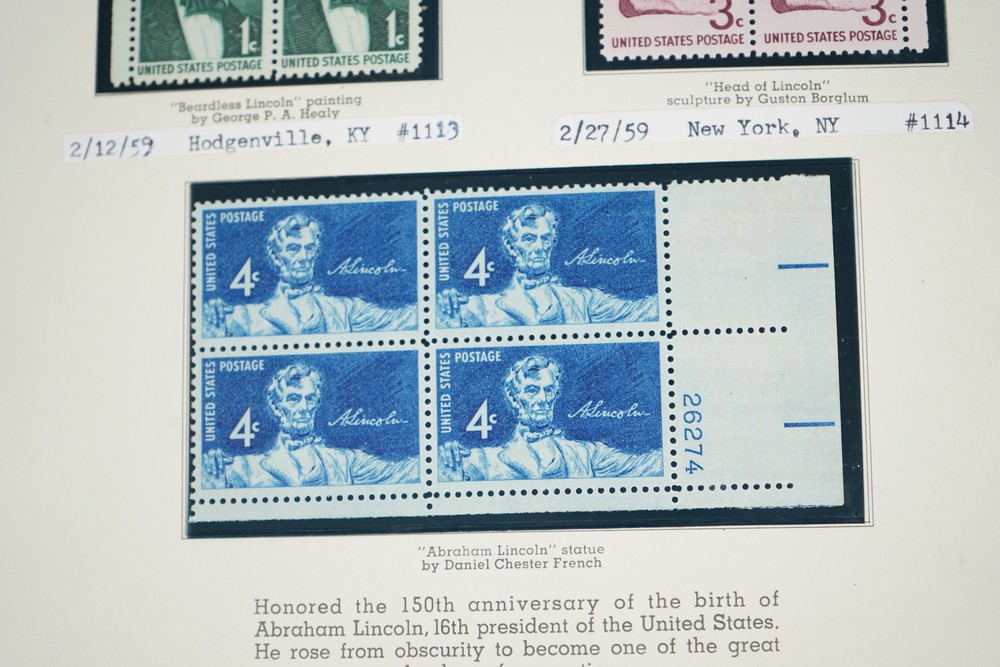 1c 1c
UNITED STATES POSTAGE UNITED STATES POSTAGE
3c 3c
UNITED STATES POSTAGE UNITED STATES POSTAGE
"Beardless Lincoln" painting
by George P. A. Healy
"Head of Lincoln"
sculpture by Guston Borglum
2/12/59 Hodgenville, KY #1113
2/27/59 New York, NY #1114
UNITED STATES POSTAGE
4c
A.Lincoln
UNITED STATES POSTAGE
4c
A.Lincoln
UNITED STATES POSTAGE
4c
A.Lincoln
UNITED STATES POSTAGE
4c
A.Lincoln
26274
"Abraham Lincoln" statue
by Daniel Chester French
Honored the 150th anniversary of the birth of
Abraham Lincoln, 16th president of the United States.
He rose from obscurity to become one of the great